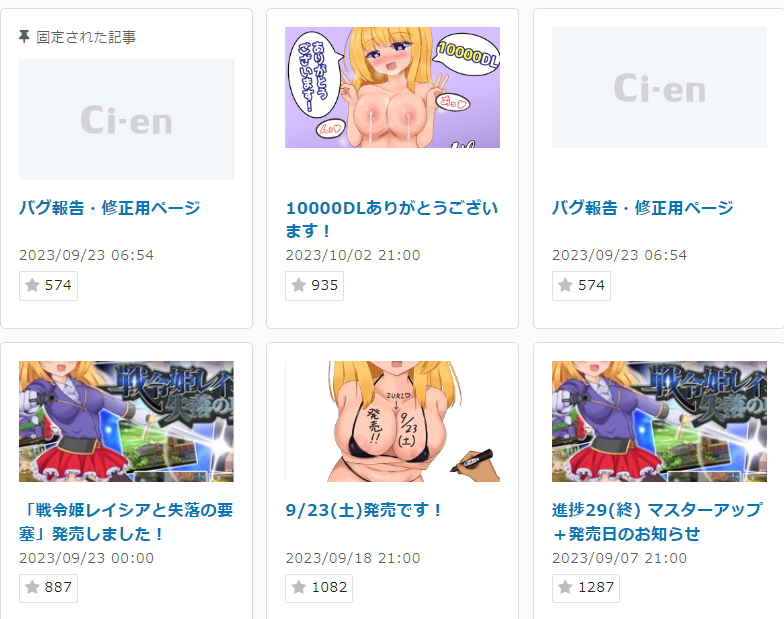 固定された記事
Ci-en
バグ報告・修正用ページ
2023/09/23 06:54
574
ありがとう
ございます!
10000DL
10000DLありがとうござい
ます!
2023/10/02 21:00
935
Ci-en
バグ報告・修正用ページ
2023/09/23 06:54
574
戦令姫レイ
失落の
「戦令姫レイシアと失落の要
塞」発売しました!
2023/09/23 00:00
887
発売!!
9/23
(土)
9/23(土)発売です!
2023/09/18 21:00
1082
戦令姫レイ
失落の
進捗29(終) マスターアップ
+発売日のお知らせ
2023/09/07 21:00
1287